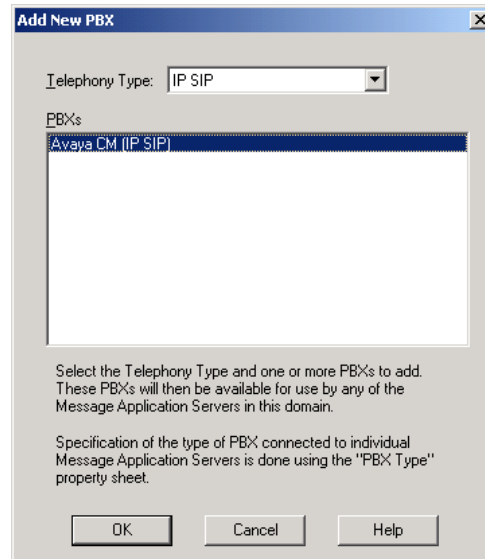 Add New PBX
Telephony Type: IP SIP
PBXs
Avaya CM (IP SIP)
Select the Telephony Type and one or more PBXs to add.
These PBXs will then be available for use by any of the
Message Application Servers in this domain.
Specification of the type of PBX connected to individual
Message Application Servers is done using the "PBX Type"
property sheet.
OK Cancel Help